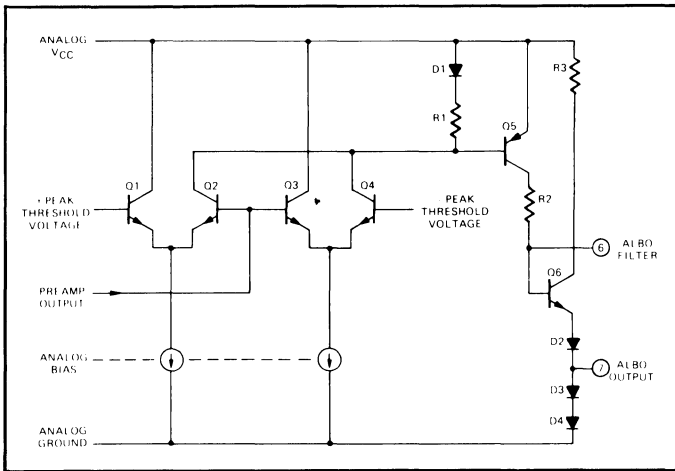 ANALOG
VCC
D1
R3
R1
Q5
Q1
Q2
Q3
Q4
R2
+ PEAK
THRESHOLD
VOLTAGE
- PEAK
THRESHOLD
VOLTAGE
6
ALBO
FILTER
Q6
PREAMP
OUTPUT
D2
ANALOG
BIAS
7
ALBO
OUTPUT
D3
D4
ANALOG
GROUND